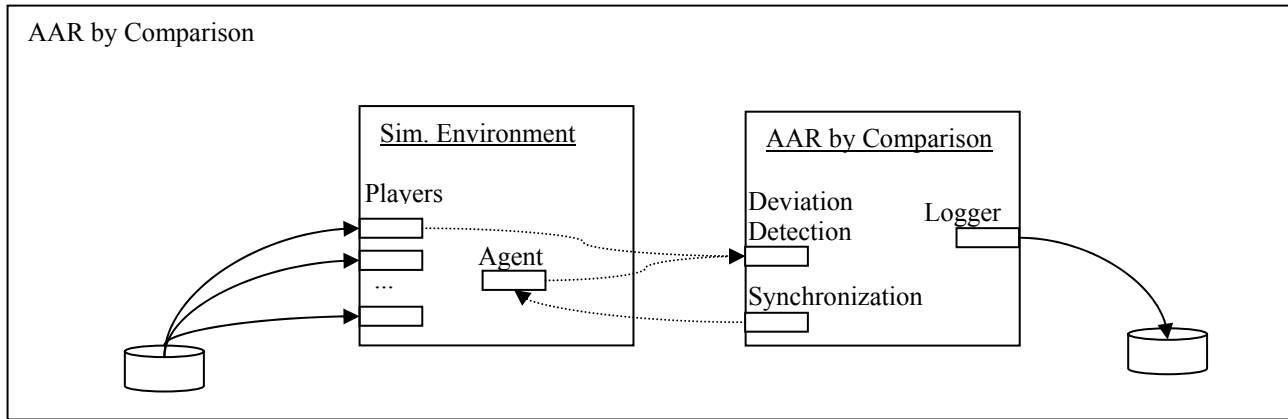 AAR by Comparison
Sim. Environment
Players
...
Agent
AAR by Comparison
Deviation
Detection
Logger
Synchronization